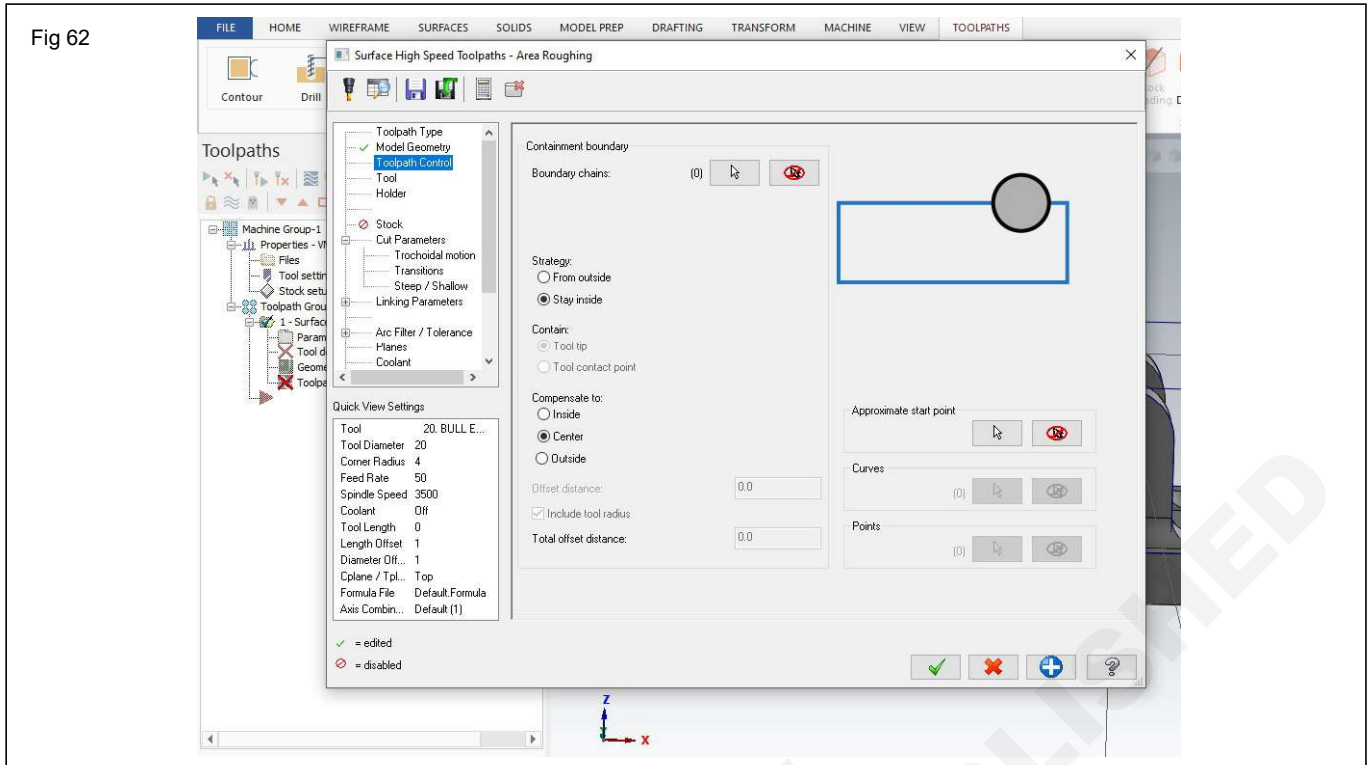 Fig 62
FILE HOME WIREFRAME SURFACES SOLIDS MODEL PREP DRAFTING TRANSFORM MACHINE VIEW TOOLPATHS
Surface High Speed Toolpaths - Area Roughing
Contour Drill
Toolpaths
Machine Group-1
Properties -
Files
Tool settin
Stock setu
Toolpath Grou
1 - Surfac
Param
Tool d
Geome
Toolpa
Toolpath Type
Model Geometry
Toolpath Control
Tool
Holder
Stock
Cut Parameters
Trochoidal motion
Transitions
Steep / Shallow
Linking Parameters
Arc Filter / Tolerance
Planes
Coolant
Quick View Settings
Tool 20. BULL E...
Tool Diameter 20
Corner Radius 4
Feed Rate 50
Spindle Speed 3500
Coolant Off
Tool Length 0
Length Offset 1
Diameter Off... 1
Cplane / Tpl... Top
Formula File Default.Formula
Axis Combin... Default (1)
= edited
= disabled
Containment boundary
Boundary chains: (0)
Strategy:
From outside
Stay inside
Contain:
Tool tip
Tool contact point
Compensate to:
Inside
Center
Outside
Offset distance: 0.0
Include tool radius
Total offset distance: 0.0
Approximate start point
Curves
(0)
Points
(0)
Z
X